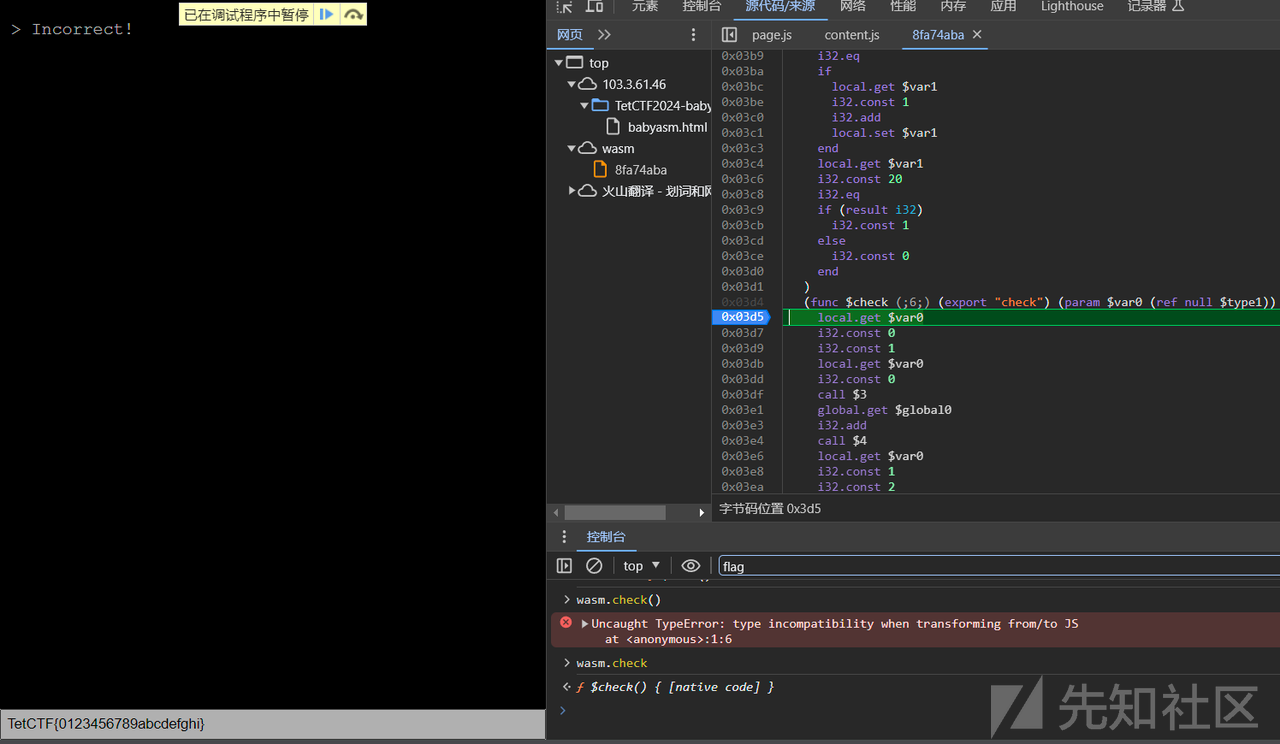 > Incorrect!
已在调试程序中暂停
TetCTF{0123456789abcdefghi}
元素 控制台 源代码/来源 网络 性能 内存 应用 Lighthouse 记录器
网页
page.js content.js 8fa74aba
top
103.3.61.46
TetCTF2024-baby
babyasm.html
wasm
8fa74aba
火山翻译 - 划词和网
0x03b9 i32.eq
0x03ba if
0x03bc local.get $var1
0x03be i32.const 1
0x03c0 i32.add
0x03c1 local.set $var1
0x03c3 end
0x03c4 local.get $var1
0x03c6 i32.const 20
0x03c8 i32.eq
0x03c9 if (result i32)
0x03cb i32.const 1
0x03cd else
0x03ce i32.const 0
0x03d0 end
0x03d1 )
0x03d4 (func $check (;6;) (export "check") (param $var0 (ref null $type1))
0x03d5 local.get $var0
0x03d7 i32.const 0
0x03d9 i32.const 1
0x03db local.get $var0
0x03dd i32.const 0
0x03df call $3
0x03e1 global.get $global0
0x03e3 i32.add
0x03e4 call $4
0x03e6 local.get $var0
0x03e8 i32.const 1
0x03ea i32.const 2
字节码位置 0x3d5
控制台
top
flag
> wasm.check()
Uncaught TypeError: type incompatibility when transforming from/to JS
at <anonymous>:1:6
> wasm.check
ƒ $check() { [native code] }
>
先知社区